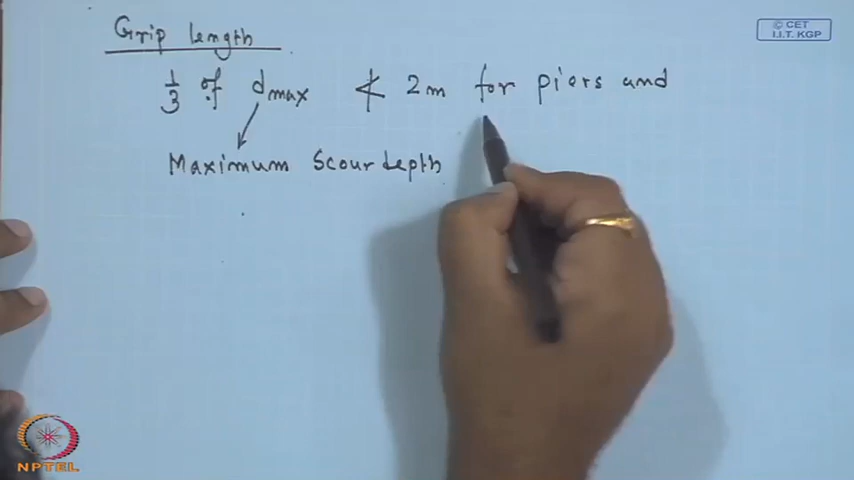 Grip length
© CET
I.I.T. KGP
1/3 of dmax ≮ 2m for piers and
Maximum Scour depth
NPTEL